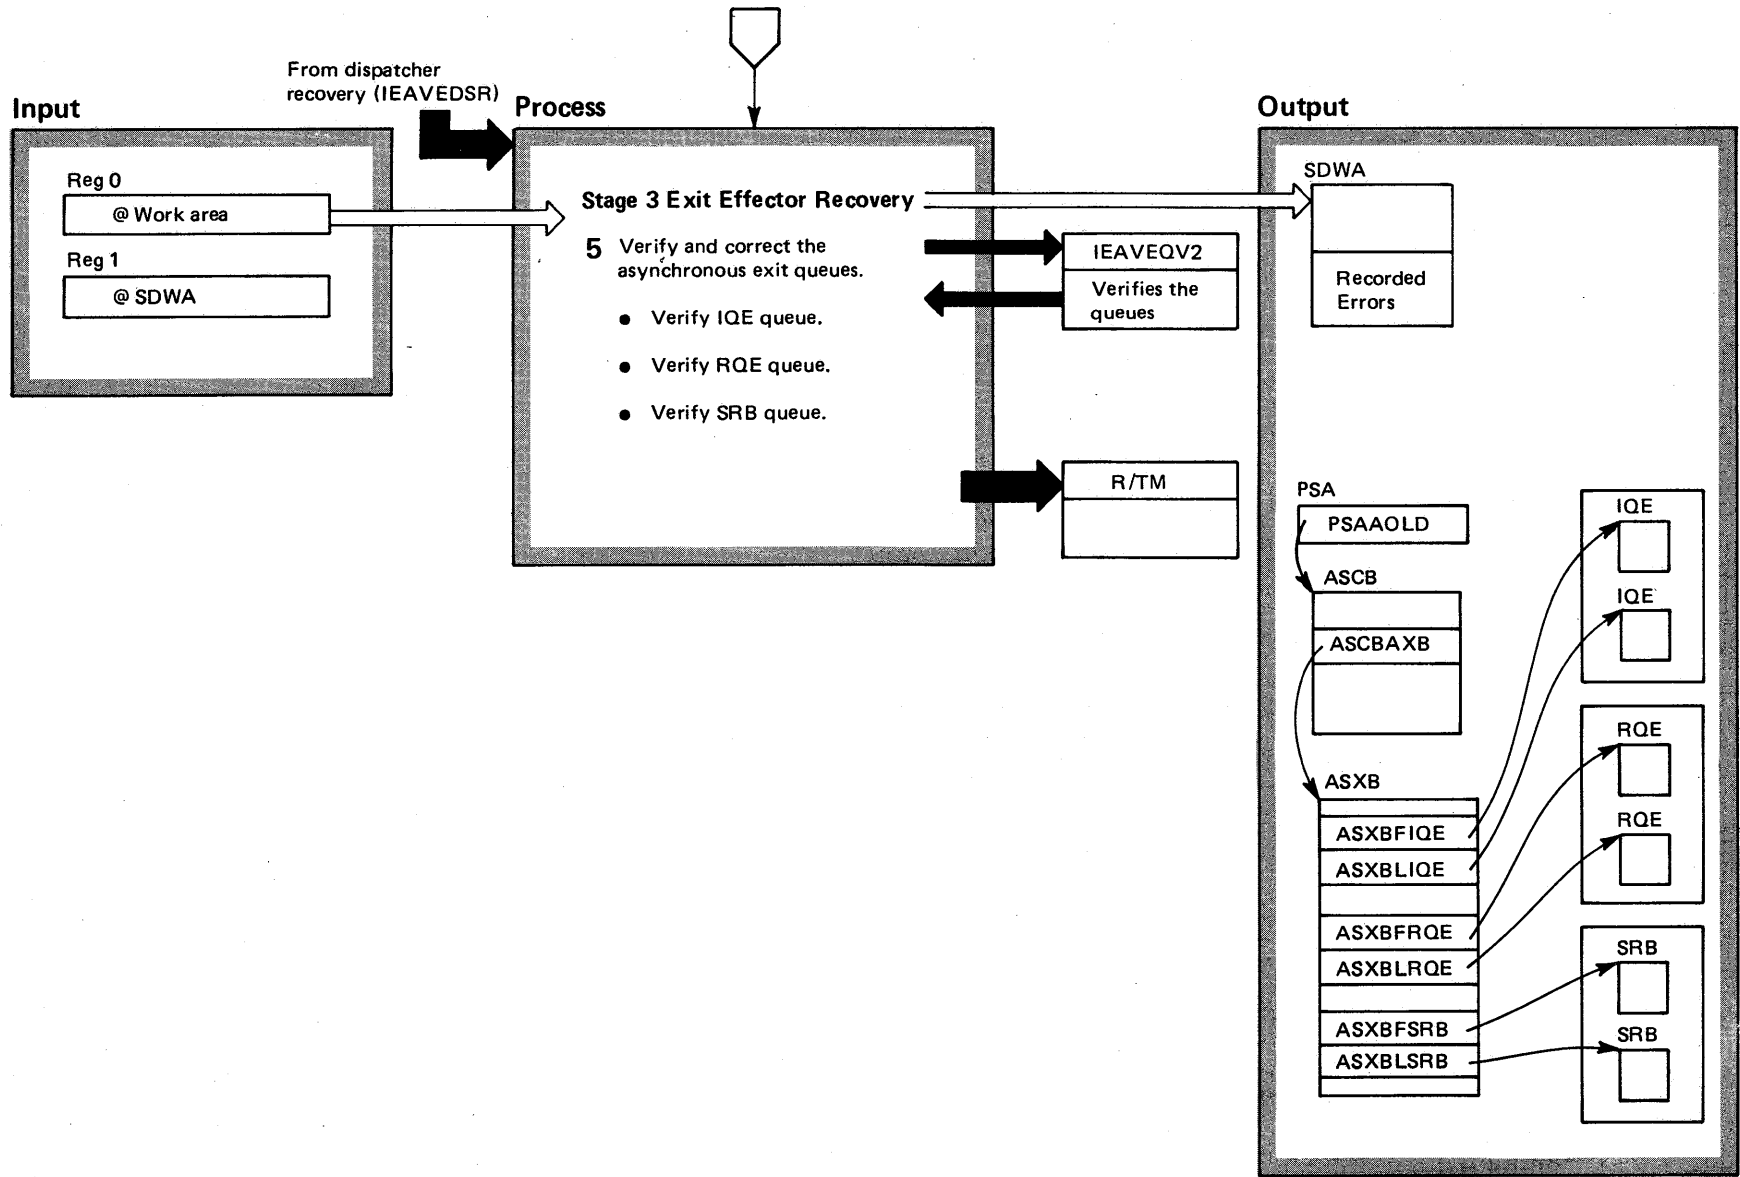 From dispatcher
recovery (IEAVEDSR)
Input
Reg 0
@ Work area
Reg 1
@ SDWA
Process
Stage 3 Exit Effector Recovery
5 Verify and correct the
asynchronous exit queues.
● Verify IQE queue.
● Verify RQE queue.
● Verify SRB queue.
IEAVEQV2
Verifies the
queues
R/TM
Output
SDWA
Recorded
Errors
PSA
PSAAOLD
ASCB
ASCBAXB
ASXB
ASXBFIQE
ASXBLIQE
ASXBFRQE
ASXBLRQE
ASXBFSRB
ASXBLSRB
IQE
IQE
RQE
RQE
SRB
SRB